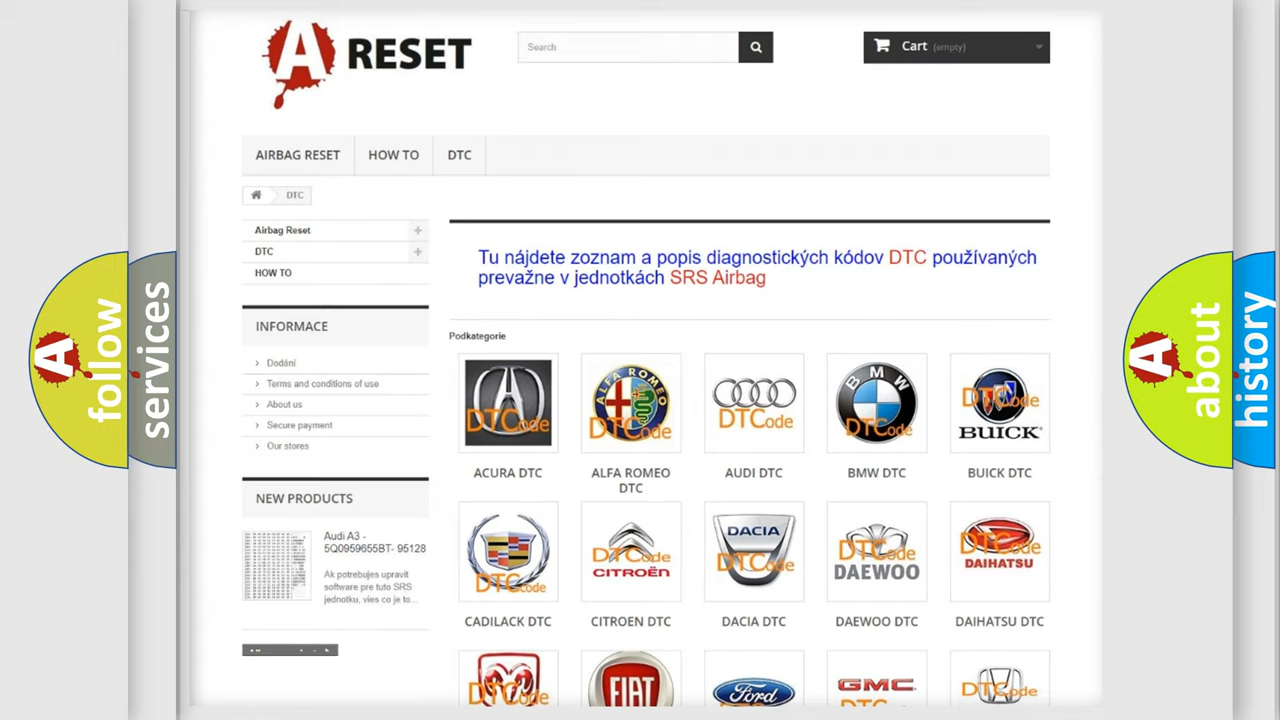 A RESET
Search
Cart (empty)
AIRBAG RESET
HOW TO
DTC
DTC
Airbag Reset
DTC
HOW TO
Tu nájdete zoznam a popis diagnostických kódov DTC používaných
prevažne v jednotkách SRS Airbag
INFORMACE
Dodání
Terms and conditions of use
About us
Secure payment
Our stores
NEW PRODUCTS
Audi A3 -
5Q0959655BT- 95128
Ak potrebujes upravit
software pre tuto SRS
jednotku, vies co je to...
Podkategorie
DTCode
ALFA ROMEO
DTCode
DTCode
BMW
DTCode
DTCode
BUICK
ACURA DTC
ALFA ROMEO
DTC
AUDI DTC
BMW DTC
BUICK DTC
DTCode
DTCode
CITROËN
DACIA
DTCode
DTCode
DAEWOO
DTCode
DAIHATSU
CADILACK DTC
CITROEN DTC
DACIA DTC
DAEWOO DTC
DAIHATSU DTC
DTCode
FIAT
Ford
GMC
DTCode
A follow
services
A about
history